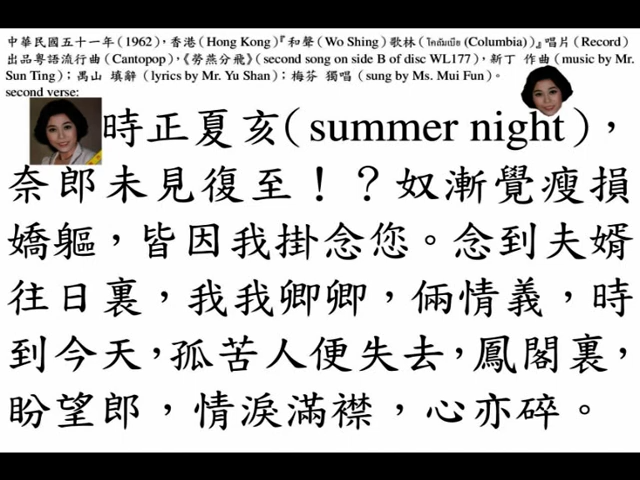 中華民國五十一年（1962），香港（Hong Kong）『和聲（Wo Shing）歌林（โคลัมเบีย (Columbia)）』唱片（Record）
出品粵語流行曲（Cantopop），《勞燕分飛》（second song on side B of disc WL177），新丁 作曲（music by Mr.
Sun Ting）；禺山 填辭（lyrics by Mr. Yu Shan）；梅芬 獨唱（sung by Ms. Mui Fun）。
second verse:
時正夏亥（summer night），
奈郎未見復至！？奴漸覺瘦損
嬌軀，皆因我掛念您。念到夫婿
往日裏，我我卿卿，倆情義，時
到今天，孤苦人便失去，鳳閣裏，
盼望郎，情淚滿襟，心亦碎。